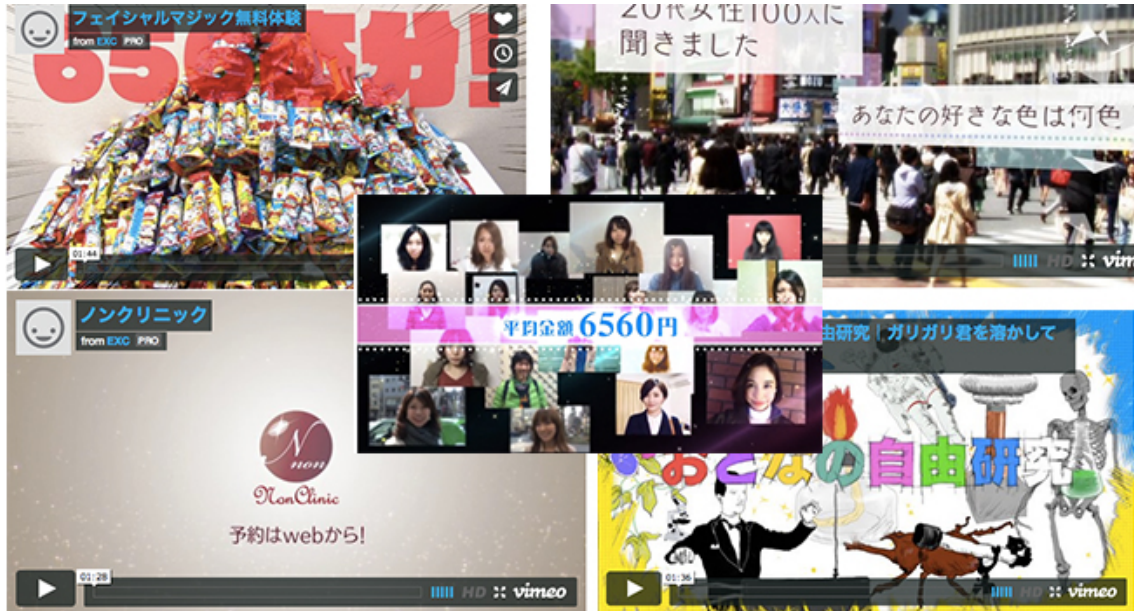 フェイシャルマジック無料体験
from EXC PRO
650
分!
01:44
20代女性100人に
聞きました
あなたの好きな色は何色
HD vim
平均金額 6560円
ノンクリニック
from EXC PRO
N
non
NonClinic
予約はwebから!
01:28
HD vimeo
由研究｜ガリガリ君を溶かして
おとなの自由研究
01:36
HD vimeo